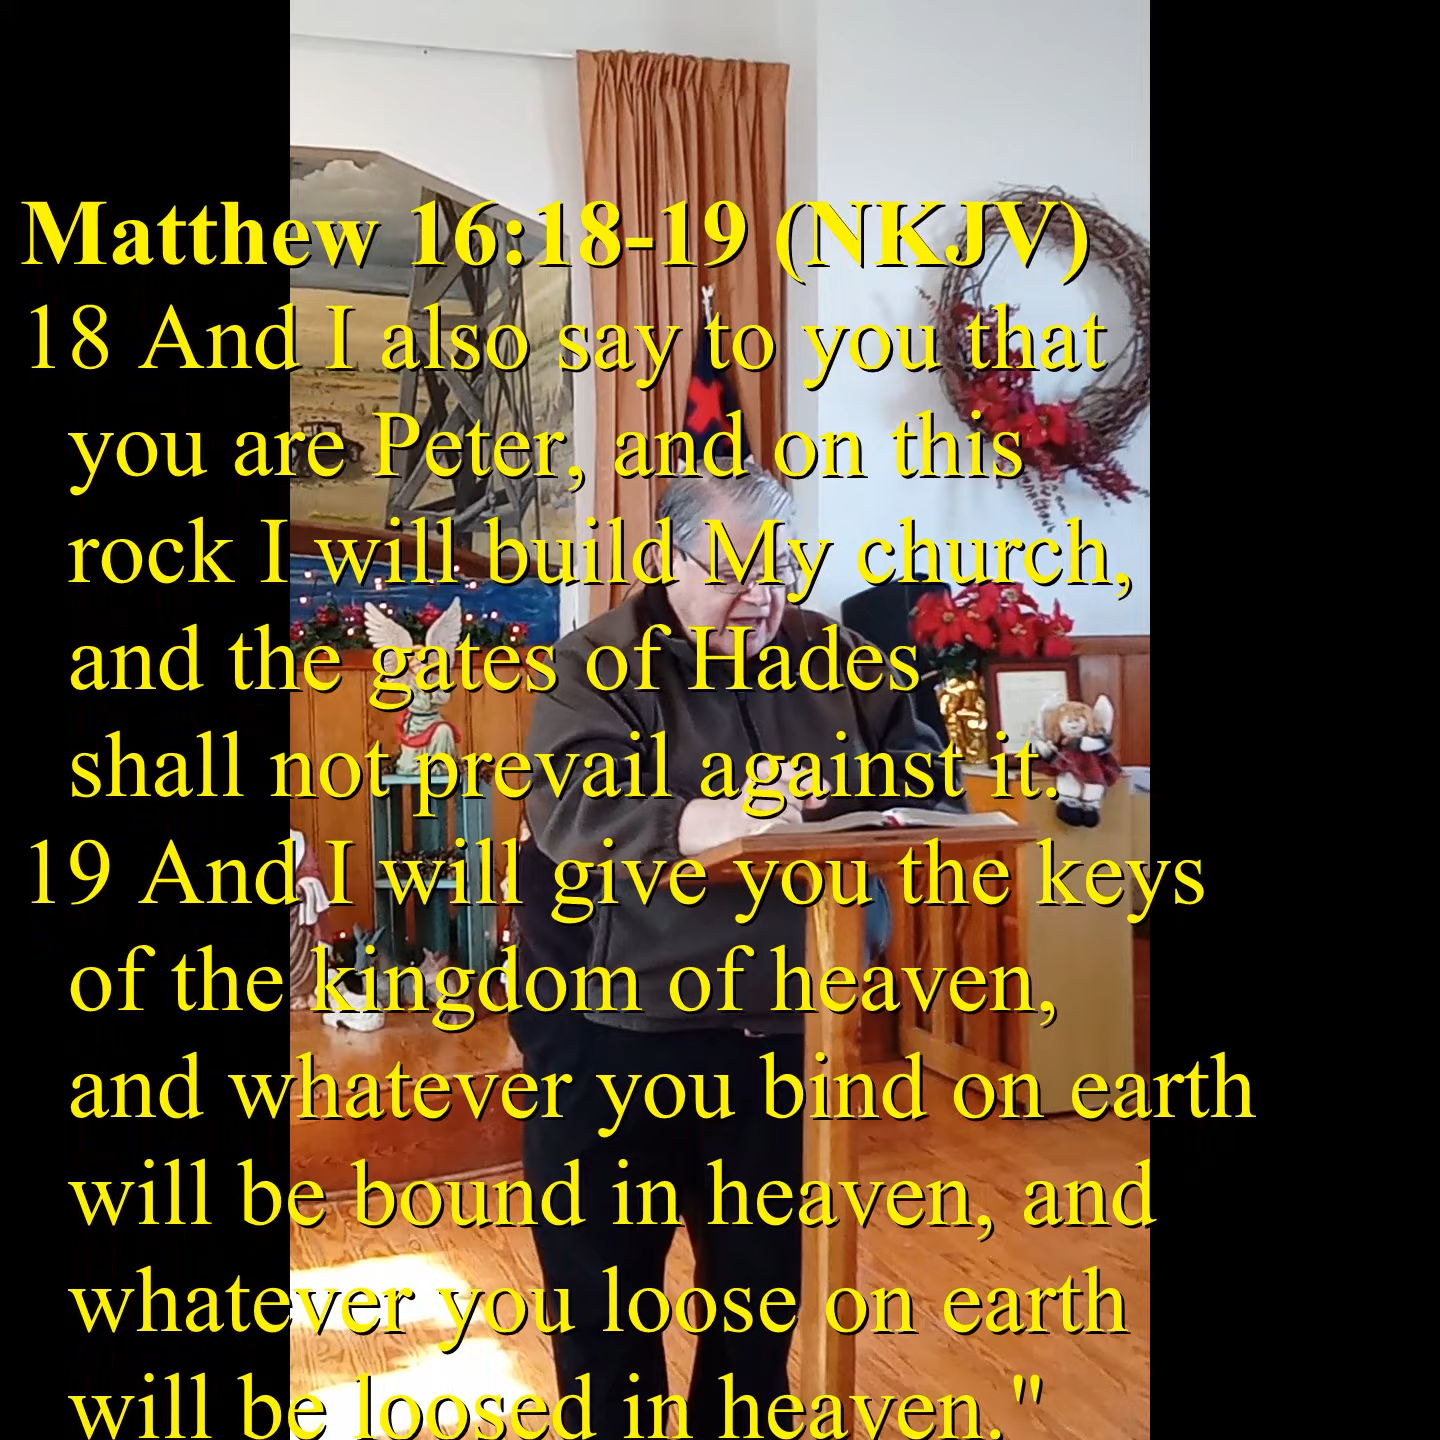 Matthew 16:18-19 (NKJV)
18 And I also say to you that
you are Peter, and on this
rock I will build My church,
and the gates of Hades
shall not prevail against it.
19 And I will give you the keys
of the kingdom of heaven,
and whatever you bind on earth
will be bound in heaven, and
whatever you loose on earth
will be loosed in heaven."